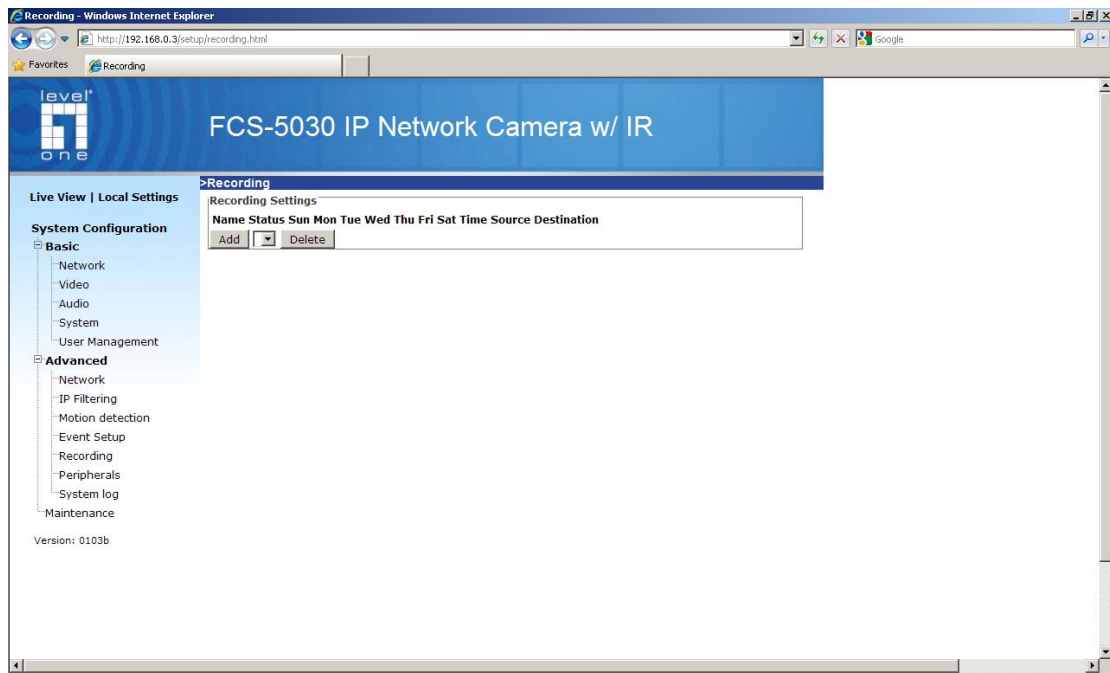 Recording - Windows Internet Explorer
http://192.168.0.3/setup/recording.html
Google
Favorites
Recording
level
one
FCS-5030 IP Network Camera w/ IR
Live View | Local Settings
System Configuration
Basic
Network
Video
Audio
System
User Management
Advanced
Network
IP Filtering
Motion detection
Event Setup
Recording
Peripherals
System log
Maintenance
Version: 0103b
>Recording
Recording Settings
Name Status Sun Mon Tue Wed Thu Fri Sat Time Source Destination
Add Delete